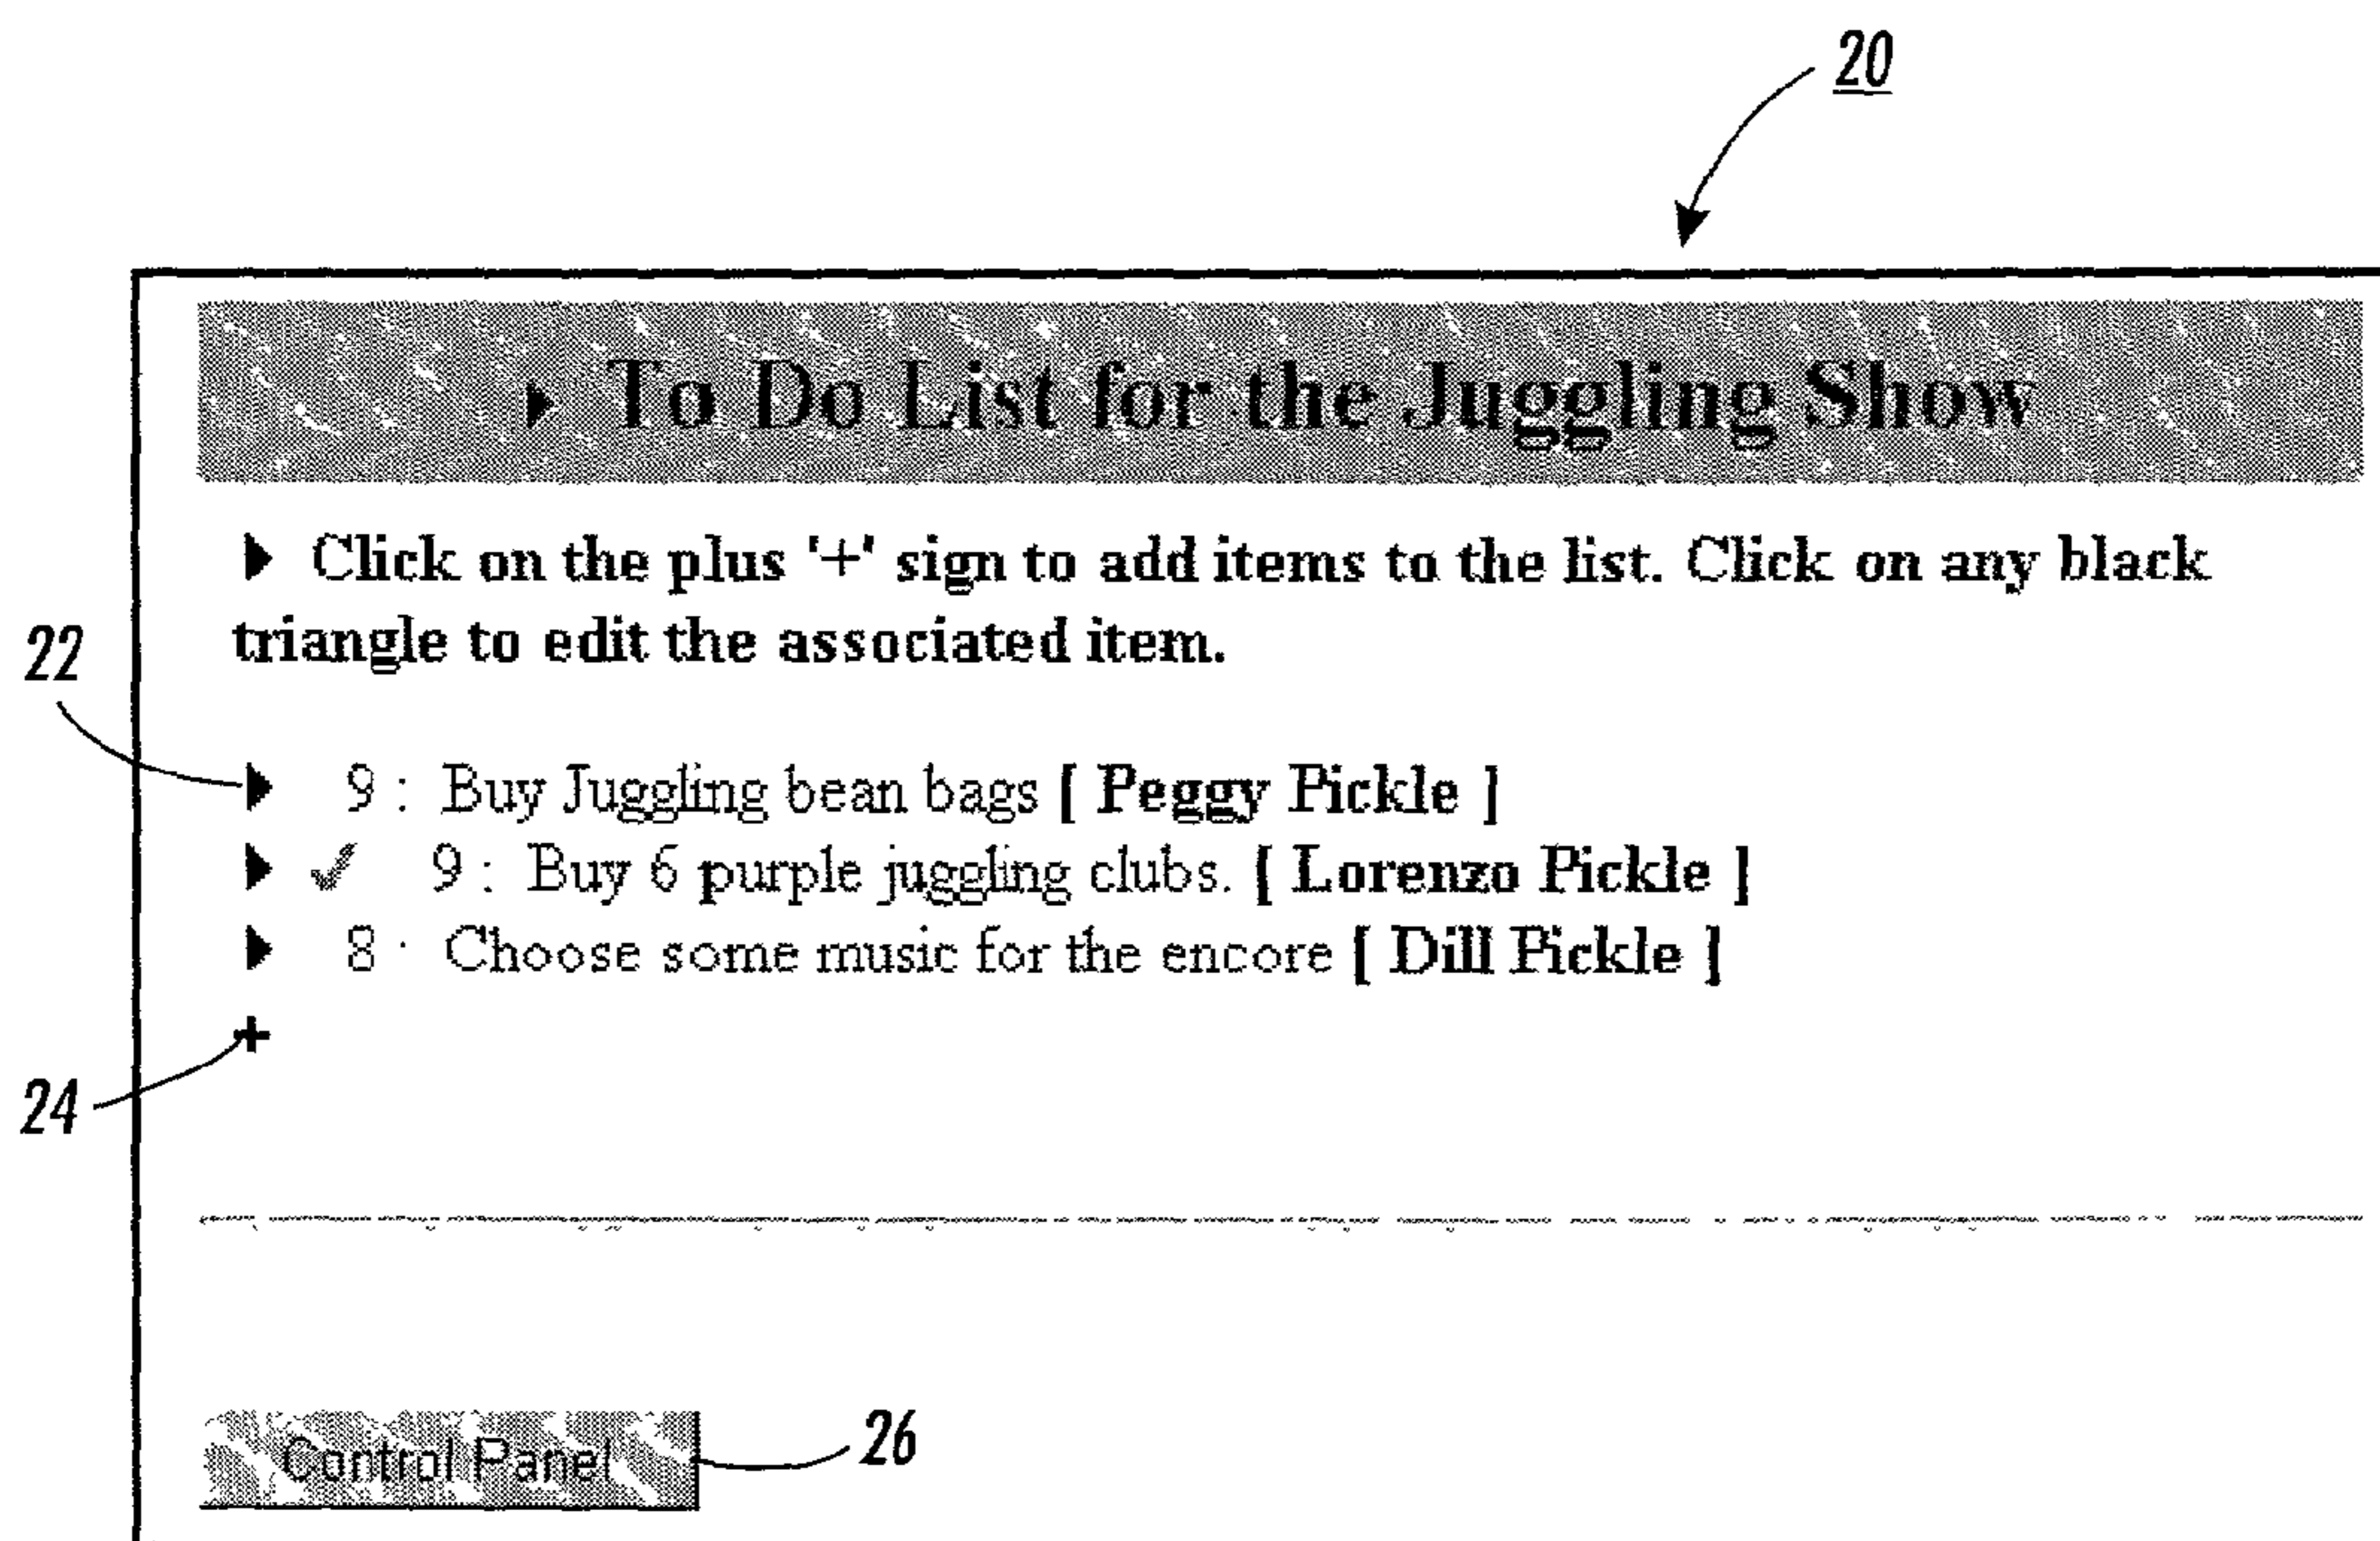 20
To Do List for the Juggling Show
Click on the plus '+' sign to add items to the list. Click on any black
triangle to edit the associated item.
22
9 : Buy Juggling bean bags [ Peggy Pickle ]
✓ 9 : Buy 6 purple juggling clubs. [ Lorenzo Pickle ]
8 : Choose some music for the encore [ Dill Pickle ]
+
24
Control Panel
26